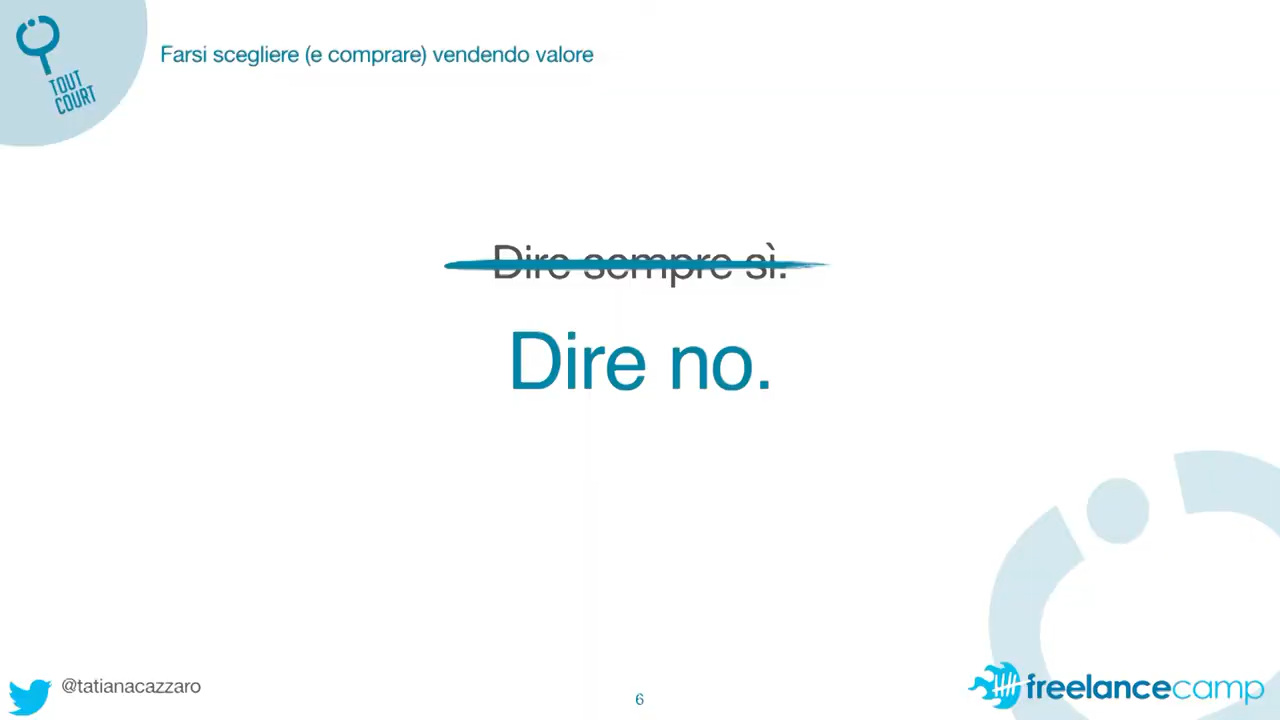 TOUT
COURT
Farsi scegliere (e comprare) vendendo valore
Dire sempre sì.
Dire no.
@tatianacazzaro
6
freelancecamp